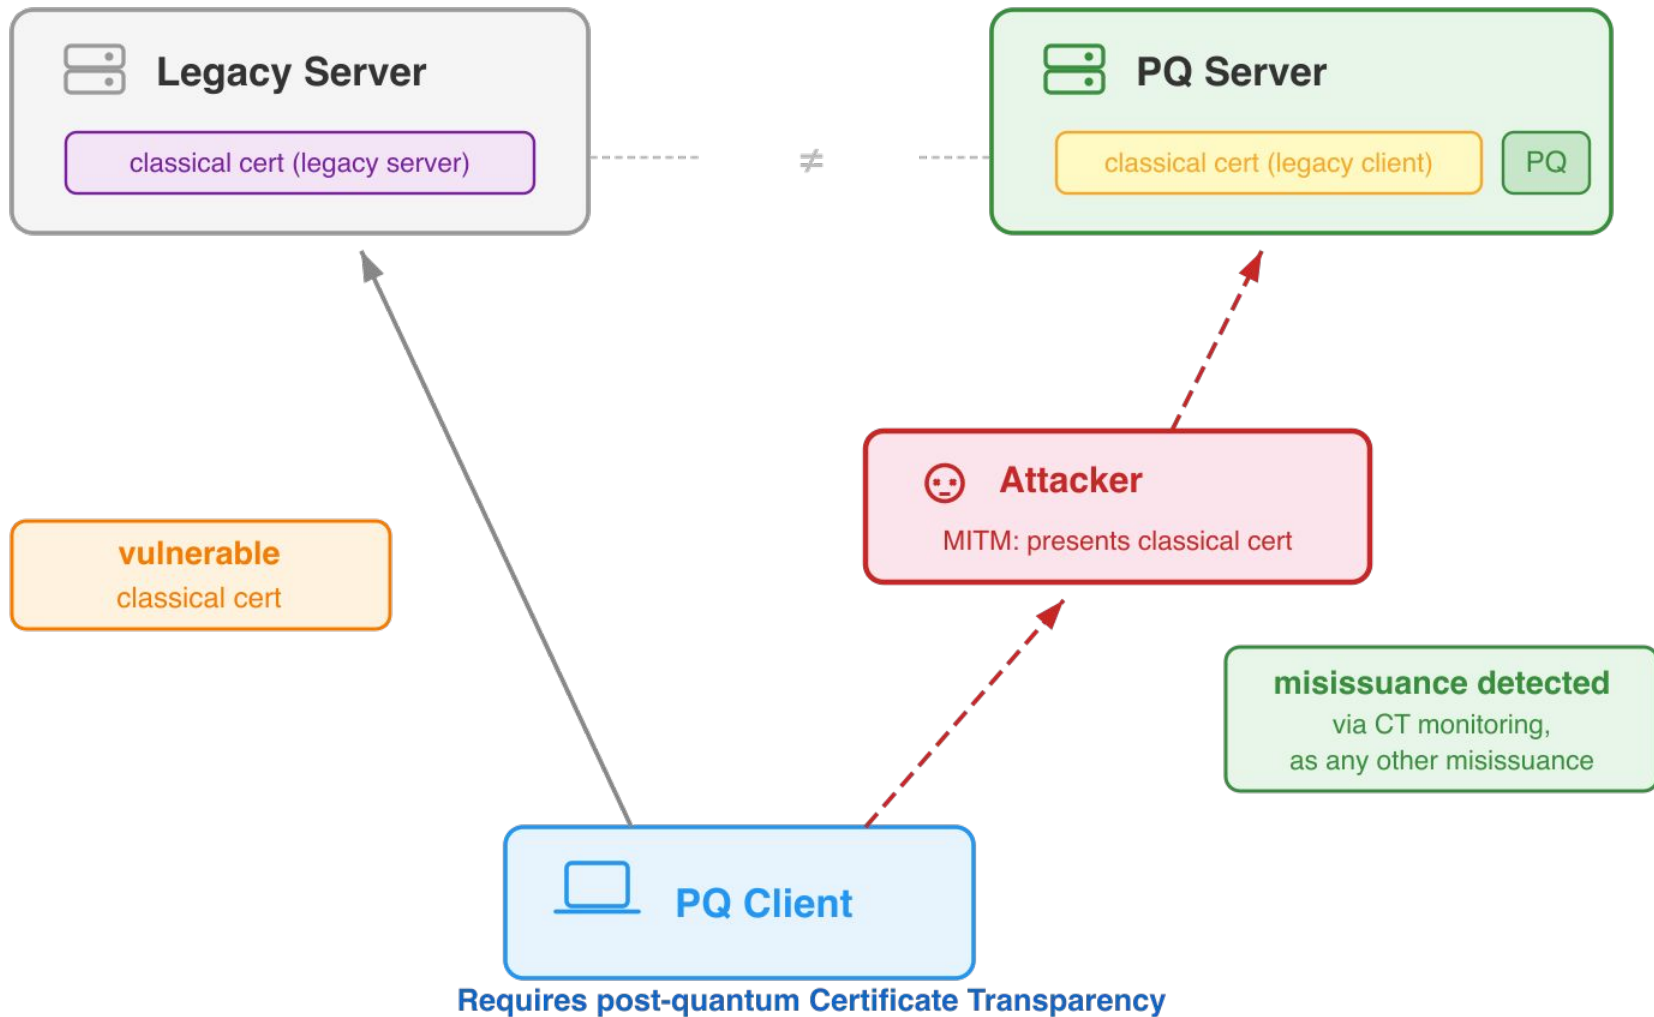 Legacy Server
classical cert (legacy server)
≠
PQ Server
classical cert (legacy client)
PQ
Attacker
MITM: presents classical cert
vulnerable
classical cert
misissuance detected
via CT monitoring,
as any other misissuance
PQ Client
Requires post-quantum Certificate Transparency